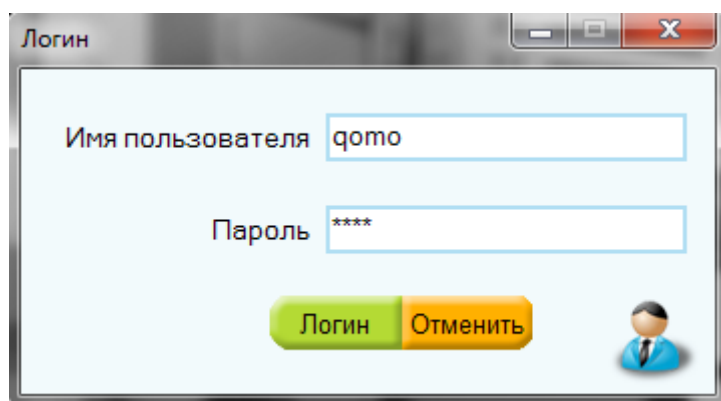 Логин
Имя пользователя qomo
Пароль ****
Логин Отменить